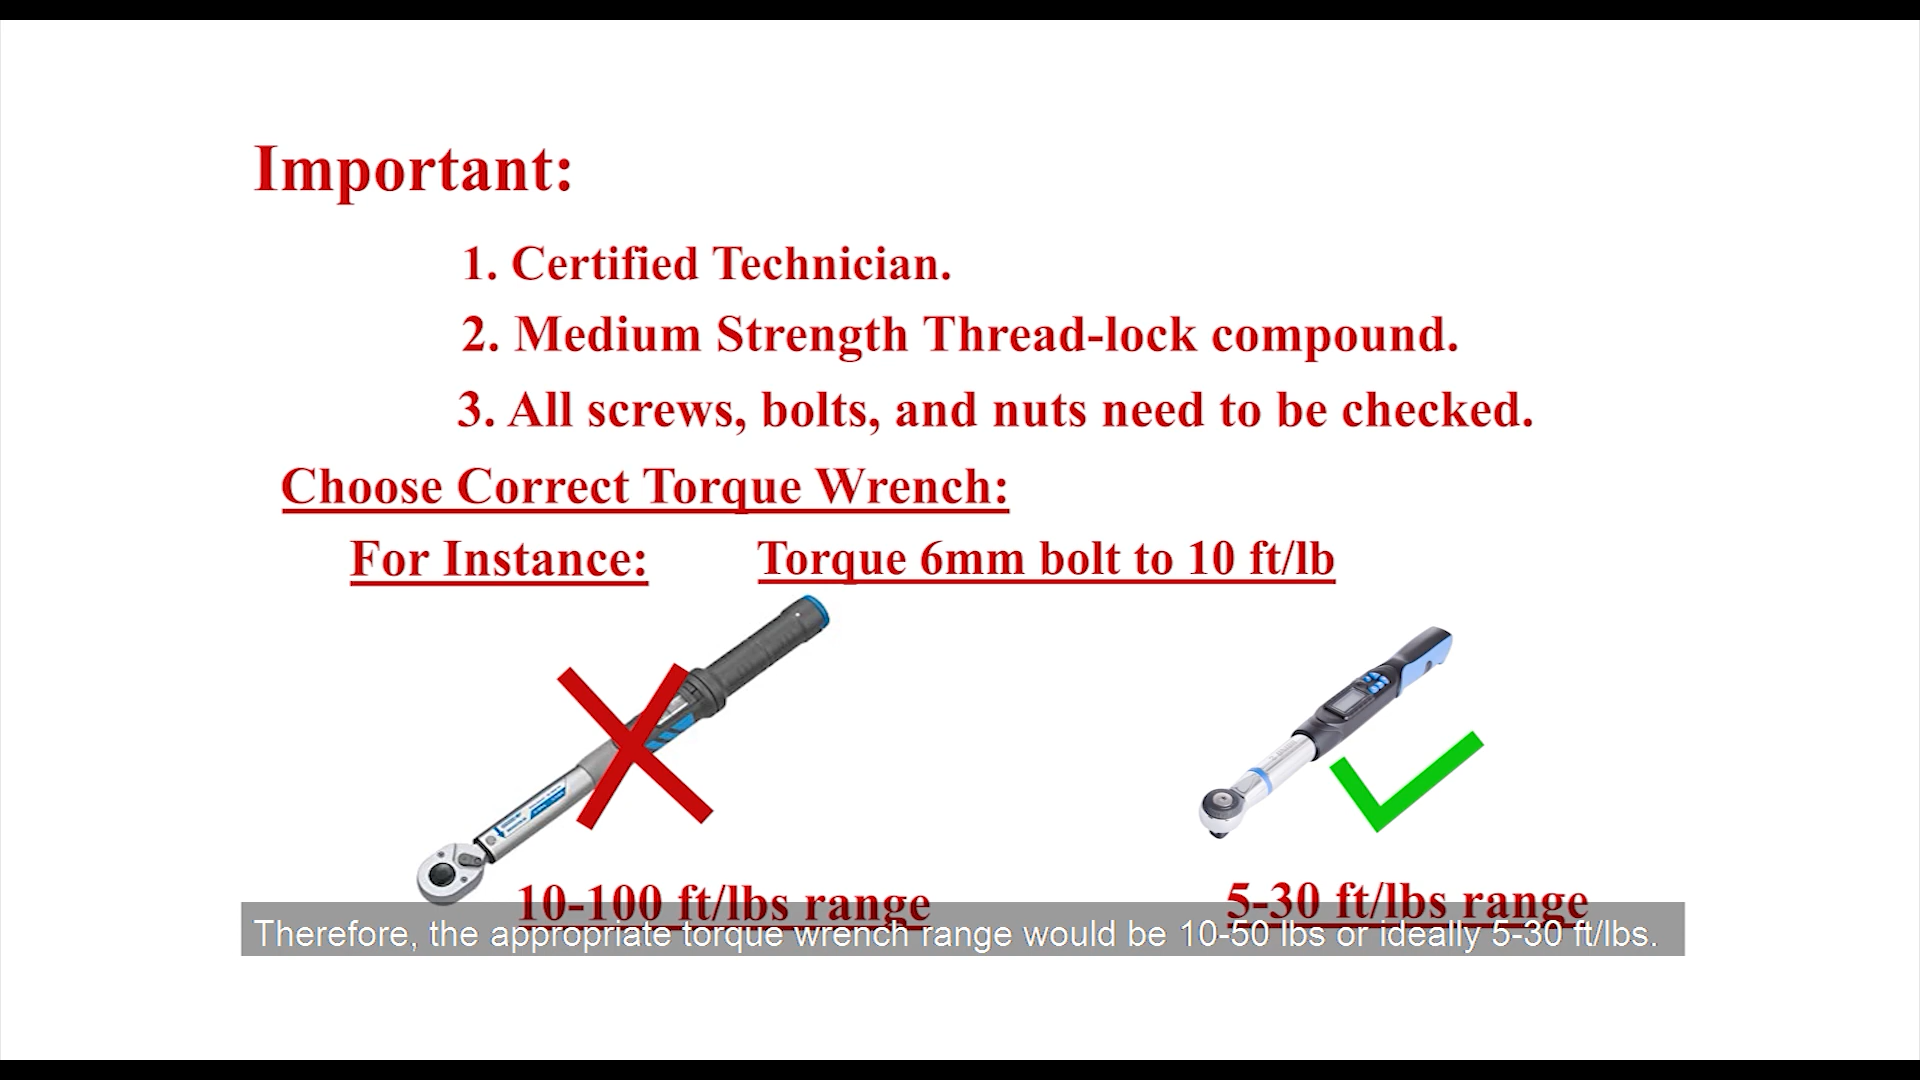 Important:
1. Certified Technician.
2. Medium Strength Thread-lock compound.
3. All screws, bolts, and nuts need to be checked.
Choose Correct Torque Wrench:
For Instance: Torque 6mm bolt to 10 ft/lb
10-100 ft/lbs range 5-30 ft/lbs range
Therefore, the appropriate torque wrench range would be 10-50 lbs or ideally 5-30 ft/lbs.